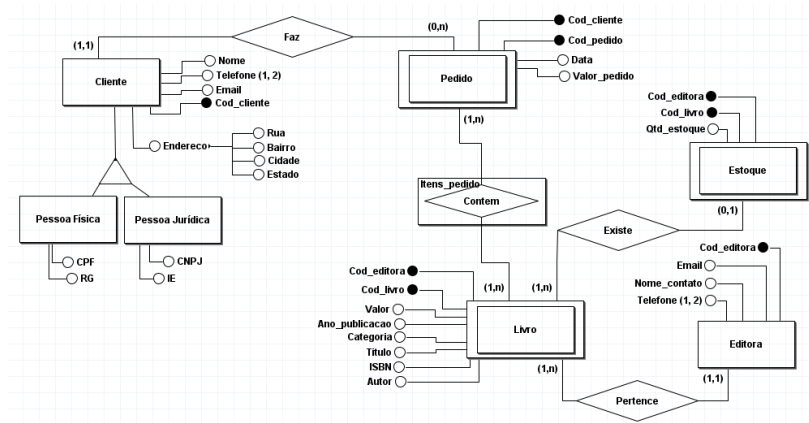 Faz
(1,1)
(0,n)
Cliente
Nome
Telefone (1, 2)
Email
Cod_cliente
Endereco
Rua
Bairro
Cidade
Estado
Pessoa Física
Pessoa Jurídica
CPF
RG
CNPJ
IE
Cod_cliente
Cod_pedido
Data
Valor_pedido
Pedido
(1,n)
Itens_pedido
Contem
(1,n)
Cod_editora
Cod_livro
Qtd_estoque
Estoque
(0,1)
Existe
(1,n)
Cod_editora
Cod_livro
Valor
Ano_publicacao
Categoria
Titulo
ISBN
Autor
Livro
(1,n)
Pertence
(1,1)
Cod_editora
Email
Nome_contato
Telefone (1, 2)
Editora